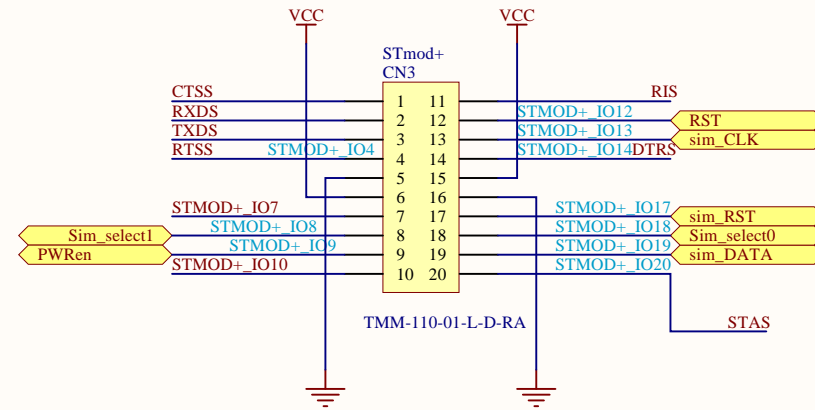 VCC VCC
STmod+
CN3
CTSS 1 11 RIS
RXDS 2 12 STMOD+_IO12 RST
TXDS 3 13 STMOD+_IO13 sim_CLK
RTSS STMOD+_IO4 4 14 STMOD+_IO14 DTRS
5 15
6 16
STMOD+_IO7 7 17 STMOD+_IO17 sim_RST
Sim_select1 STMOD+_IO8 8 18 STMOD+_IO18 Sim_select0
PWRen STMOD+_IO9 9 19 STMOD+_IO19 sim_DATA
STMOD+_IO10 10 20 STMOD+_IO20
TMM-110-01-L-D-RA STAS